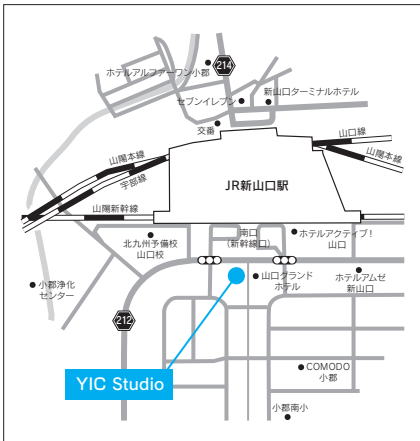 ホテルアルファーワン小郡
214
セブンイレブン
新山口ターミナルホテル
交番
山口線
山陽本線
山陽本線
宇部線
JR新山口駅
山陽新幹線
北九州予備校
山口校
南口
(新幹線口)
ホテルアクティブ!
山口
小郡浄化
センター
山口グランド
ホテル
ホテルアムゼ
新山口
212
YIC Studio
COMODO
小郡
小郡南小